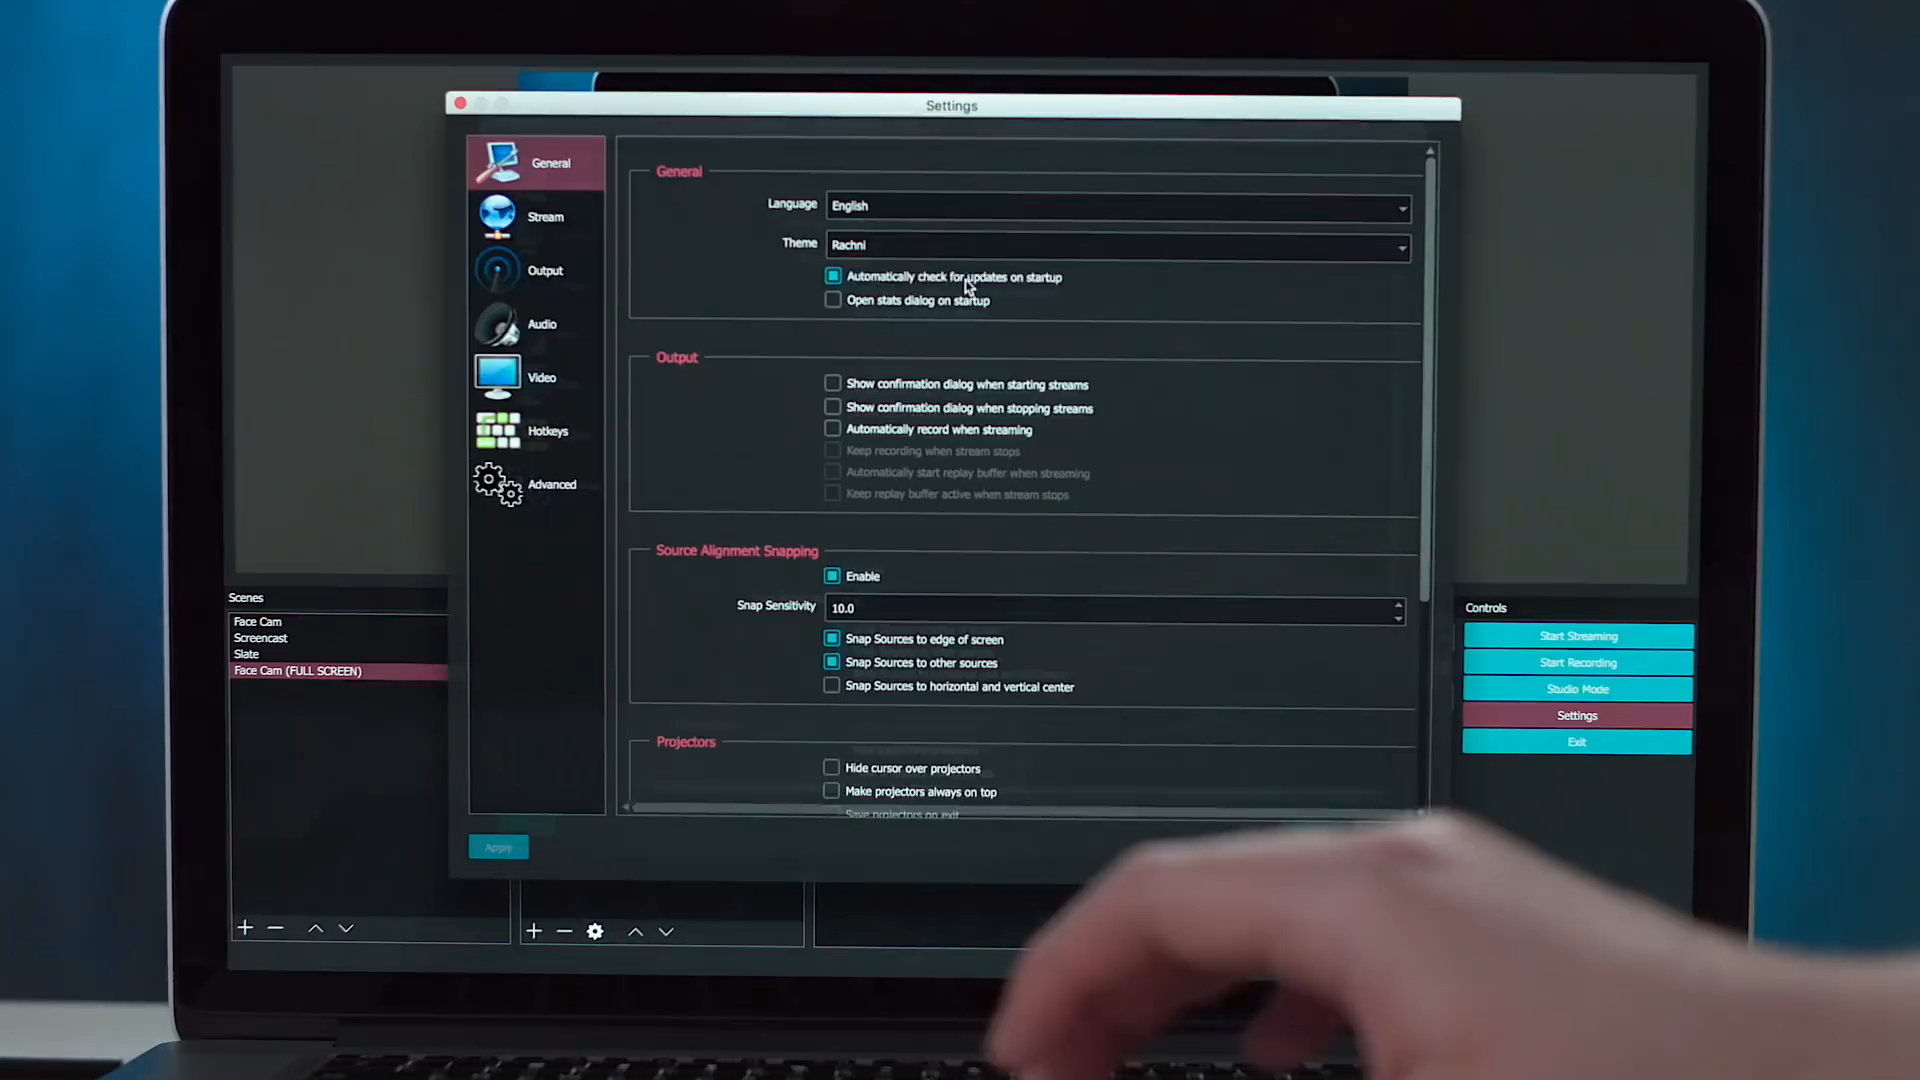 Settings
General
Stream
Output
Audio
Video
Hotkeys
Advanced
General
Language English
Theme Rachni
Automatically check for updates on startup
Open stats dialog on startup
Output
Show confirmation dialog when starting streams
Show confirmation dialog when stopping streams
Automatically record when streaming
Keep recording when stream stops
Automatically start replay buffer when streaming
Keep replay buffer active when stream stops
Source Alignment Snapping
Enable
Snap Sensitivity 10.0
Snap Sources to edge of screen
Snap Sources to other sources
Snap Sources to horizontal and vertical center
Projectors
Hide cursor over projectors
Make projectors always on top
Save projectors on exit
Apply
Scenes
Face Cam
Screencast
Slate
Face Cam (FULL SCREEN)
Controls
Start Streaming
Start Recording
Studio Mode
Settings
Exit